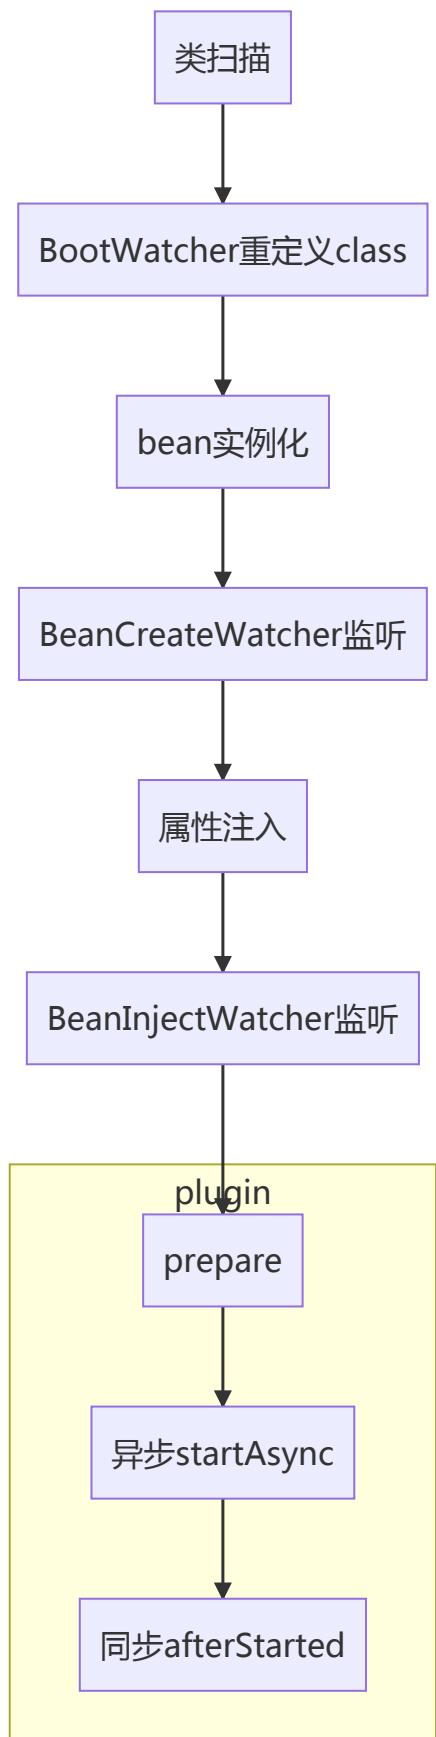 类扫描
BootWatcher重定义class
bean实例化
BeanCreateWatcher监听
属性注入
BeanInjectWatcher监听
plugin
prepare
异步startAsync
同步afterStarted